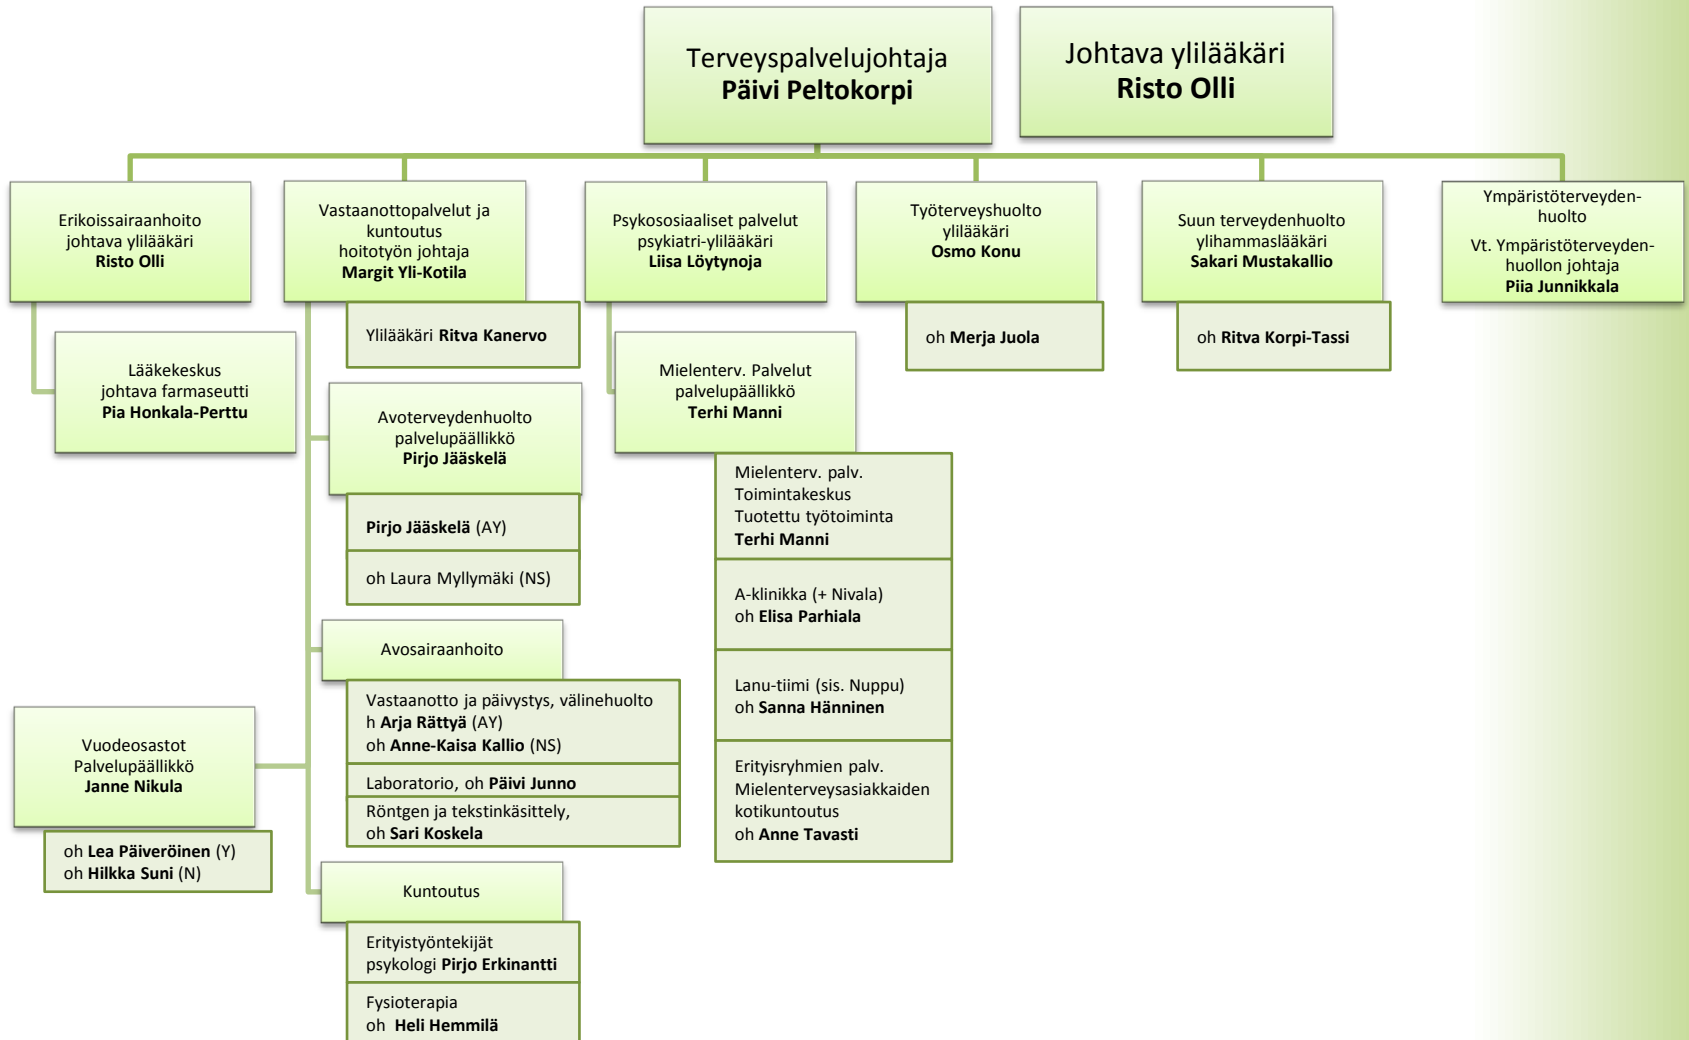 Terveyspalvelujohtaja
Päivi Peltokorpi
Johtava ylilääkäri
Risto Olli
Erikoissairaanhoito
johtava ylilääkäri
Risto Olli
Lääkekeskus
johtava farmaseutti
Pia Honkala-Perttu
Vastaanottopalvelut ja
kuntoutus
hoitotyön johtaja
Margit Yli-Kotila
Ylilääkäri Ritva Kanervo
Avoterveydenhuolto
palvelupäällikkö
Pirjo Jääskelä
Pirjo Jääskelä (AY)
oh Laura Myllymäki (NS)
Avosairaanhoito
Vastaanotto ja päivystys, välinehuolto
h Arja Rättyä (AY)
oh Anne-Kaisa Kallio (NS)
Laboratorio, oh Päivi Junno
Röntgen ja tekstinkäsittely,
oh Sari Koskela
Vuodeosastot
Palvelupäällikkö
Janne Nikula
oh Lea Päiveröinen (Y)
oh Hilkka Suni (N)
Kuntoutus
Erityistyöntekijät
psykologi Pirjo Erkinantti
Fysioterapia
oh Heli Hemmilä
Psykososiaaliset palvelut
psykiatri-ylilääkäri
Liisa Löytynoja
Mielenterv. Palvelut
palvelupäällikkö
Terhi Manni
Mielenterv. palv.
Toimintakeskus
Tuotettu työtoiminta
Terhi Manni
A-klinikka (+ Nivala)
oh Elisa Parhiala
Lanu-tiimi (sis. Nuppu)
oh Sanna Hänninen
Erityisryhmien palv.
Mielenterveysasiakkaiden
kotikuntoutus
oh Anne Tavasti
Työterveyshuolto
ylilääkäri
Osmo Konu
oh Merja Juola
Suun terveydenhuolto
ylihammaslääkäri
Sakari Mustakallio
oh Ritva Korpi-Tassi
Ympäristöterveyden-
huolto
Vt. Ympäristöterveyden-
huollon johtaja
Piia Junnikkala